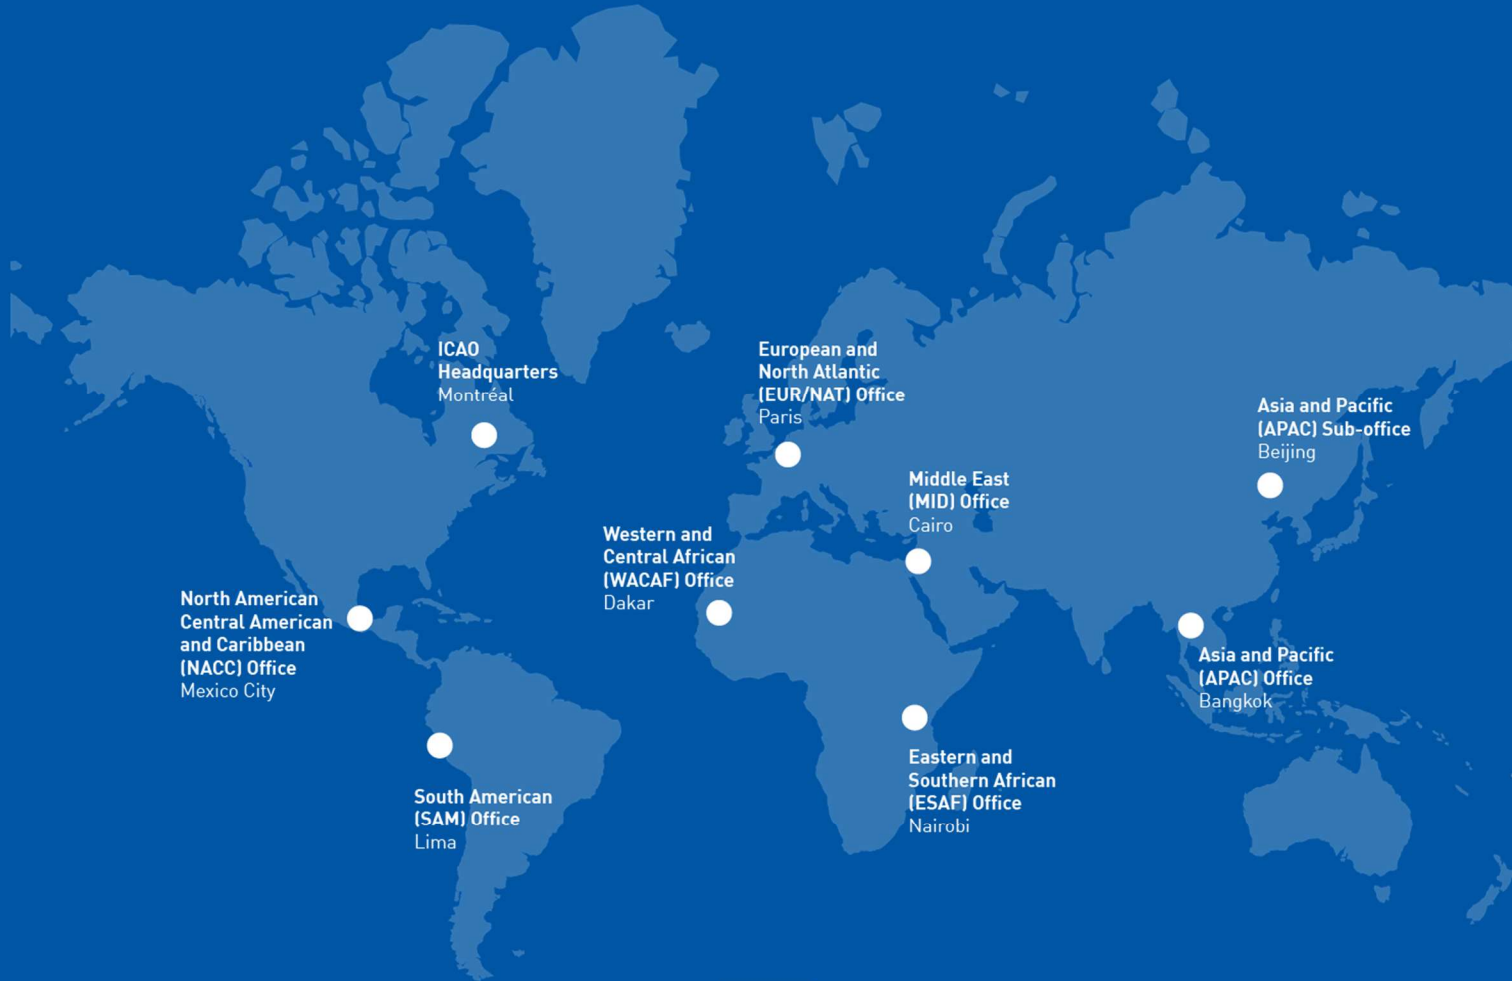 ICAO
Headquarters
Montréal
European and
North Atlantic
(EUR/NAT) Office
Paris
Asia and Pacific
(APAC) Sub-office
Beijing
Middle East
(MID) Office
Cairo
Western and
Central African
(WACAF) Office
Dakar
North American
Central American
and Caribbean
(NACC) Office
Mexico City
Asia and Pacific
(APAC) Office
Bangkok
Eastern and
Southern African
(ESAF) Office
Nairobi
South American
(SAM) Office
Lima